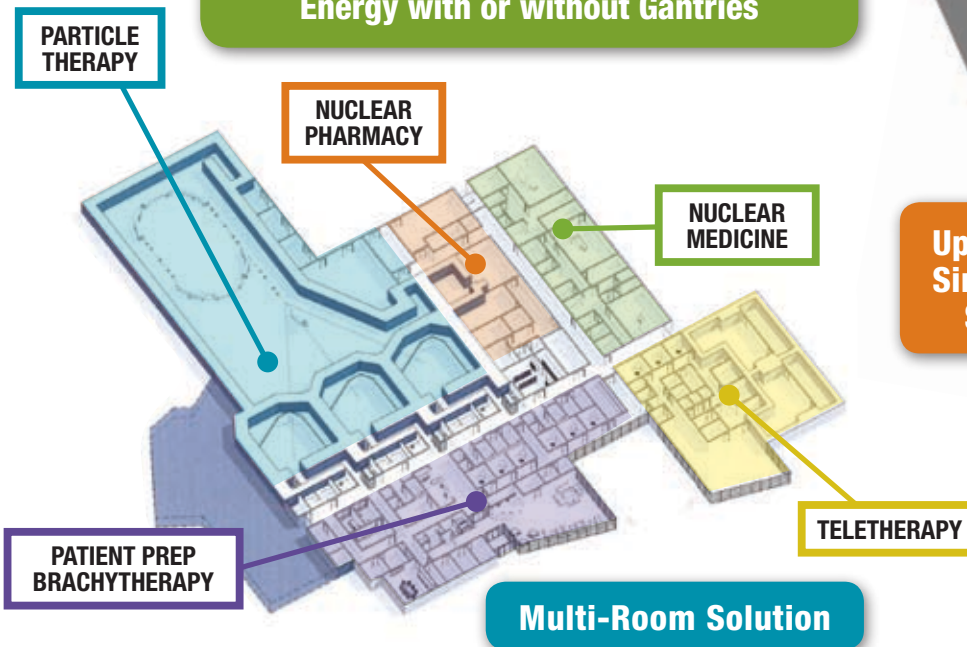 Energy with or without Gantries
PARTICLE
THERAPY
NUCLEAR
PHARMACY
NUCLEAR
MEDICINE
TELETHERAPY
PATIENT PREP
BRACHYTHERAPY
Multi-Room Solution